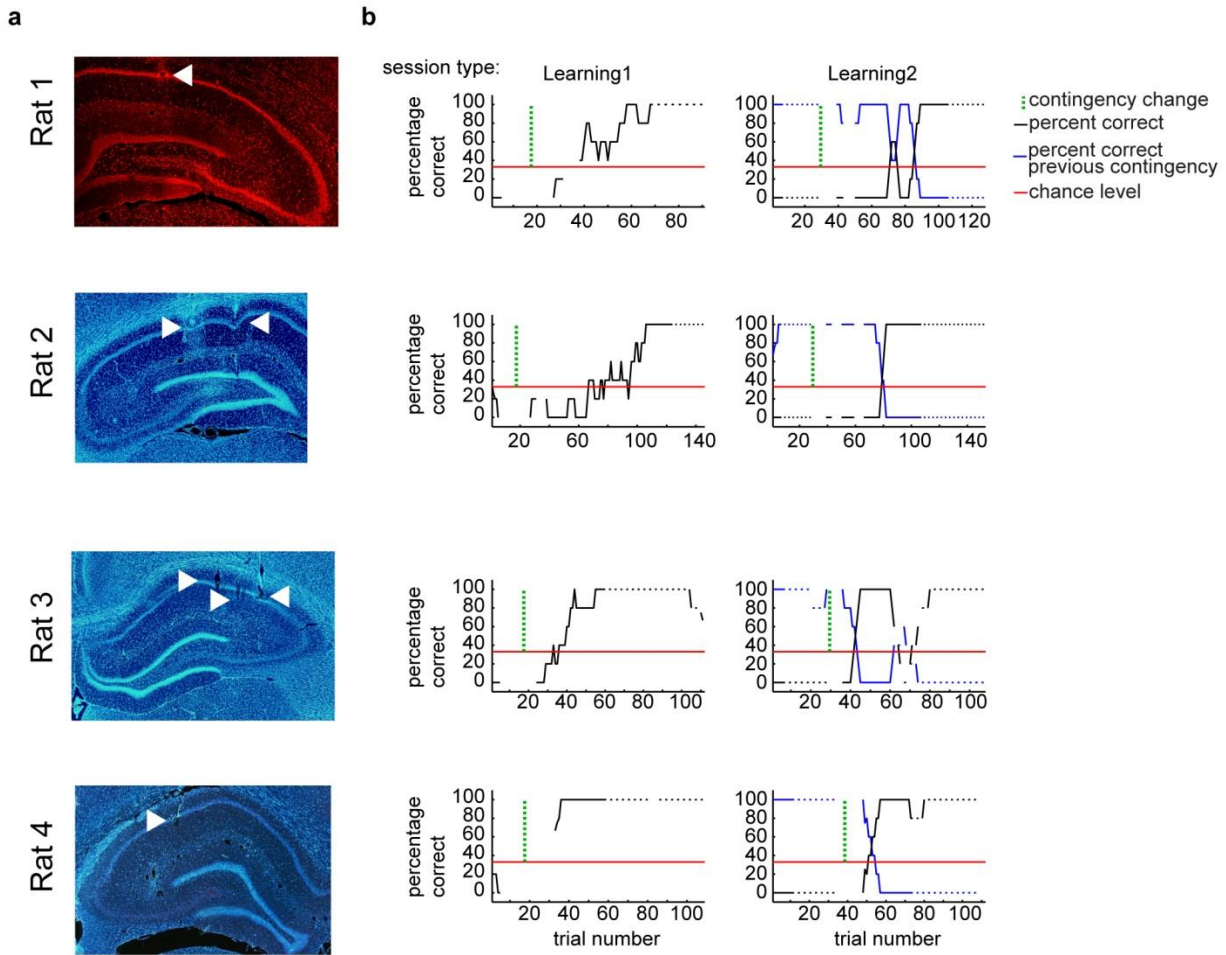 a
b
session type:
Learning1
Learning2
Rat 1
percentage
correct
100
80
60
40
20
0
20 40 60 80
100
80
60
40
20
0
20 40 60 80 100 120
contingency change
percent correct
percent correct
previous contingency
chance level
Rat 2
percentage
correct
100
80
60
40
20
0
20 60 100 140
100
80
60
40
20
0
20 60 100 140
Rat 3
percentage
correct
100
80
60
40
20
0
20 40 60 80 100
100
80
60
40
20
0
20 40 60 80 100
Rat 4
percentage
correct
100
80
60
40
20
0
20 40 60 80 100
trial number
100
80
60
40
20
0
20 40 60 80 100
trial number